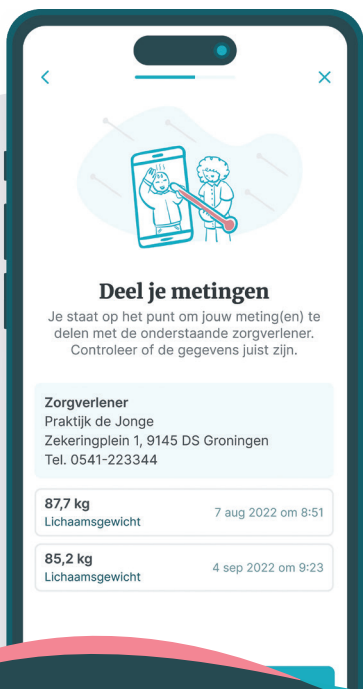 Deel je metingen
Je staat op het punt om jouw meting(en) te
delen met de onderstaande zorgverlener.
Controleer of de gegevens juist zijn.
Zorgverlener
Praktijk de Jonge
Zekeringplein 1, 9145 DS Groningen
Tel. 0541-223344
87,7 kg
Lichaamsgewicht
7 aug 2022 om 8:51
85,2 kg
Lichaamsgewicht
4 sep 2022 om 9:23